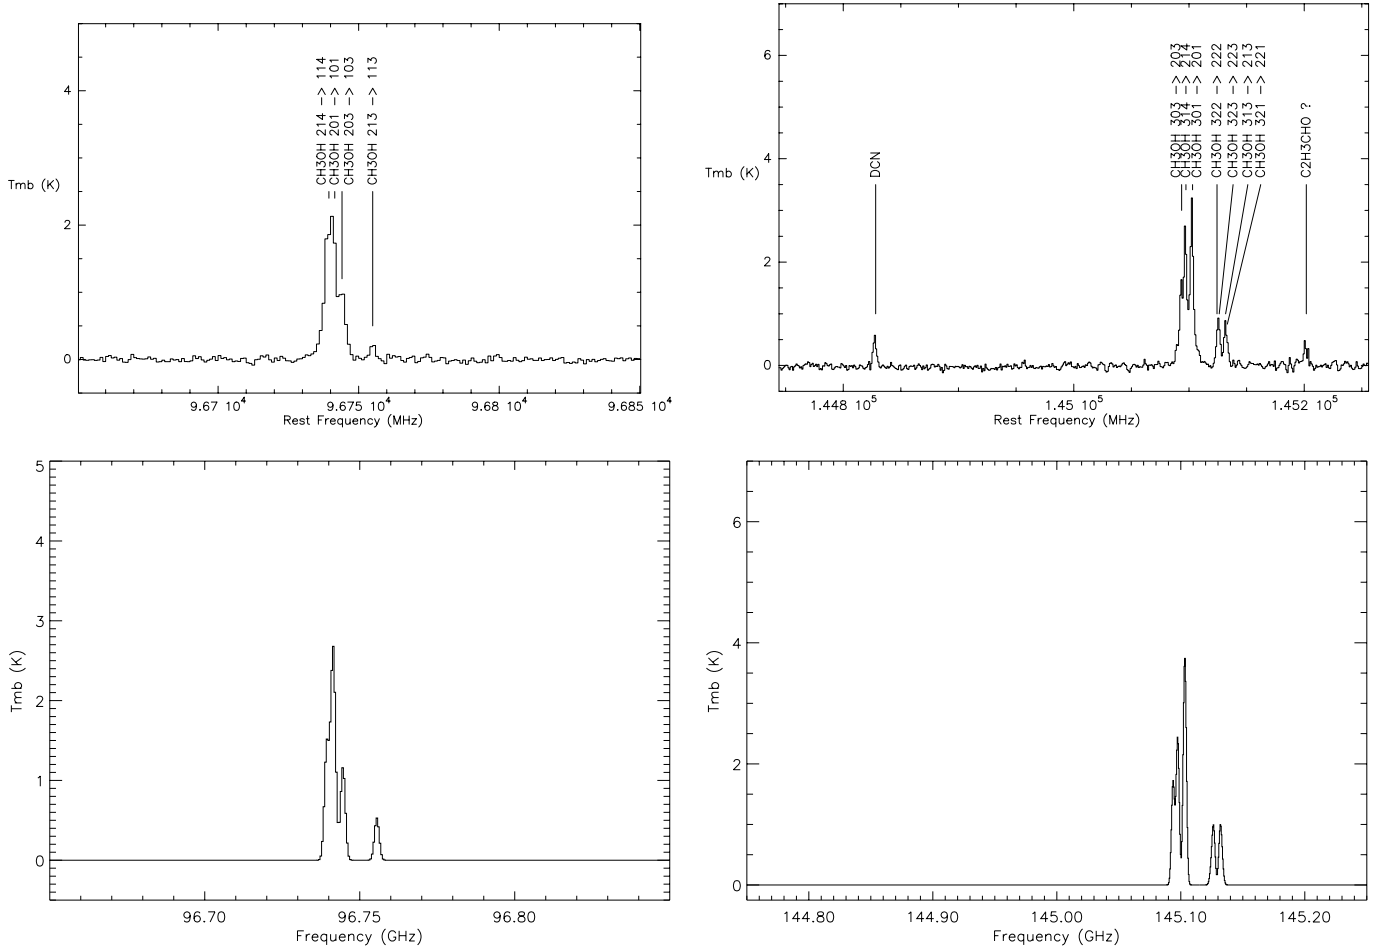 CH3OH 214 -> 114
CH3OH 201 -> 101
CH3OH 203 -> 103
CH3OH 213 -> 113
4
2
0
Tmb (K)
9.67 10^4
9.675 10^4
9.68 10^4
9.685 10^4
Rest Frequency (MHz)
DCN
CH3OH 303 -> 203
CH3OH 314 -> 214
CH3OH 301 -> 201
CH3OH 322 -> 222
CH3OH 323 -> 223
CH3OH 313 -> 213
CH3OH 321 -> 221
C2H3CHO ?
6
4
2
0
Tmb (K)
1.448 10^5
1.45 10^5
1.452 10^5
Rest Frequency (MHz)
5
4
3
2
1
0
Tmb (K)
96.70
96.75
96.80
Frequency (GHz)
6
4
2
0
Tmb (K)
144.80
144.90
145.00
145.10
145.20
Frequency (GHz)